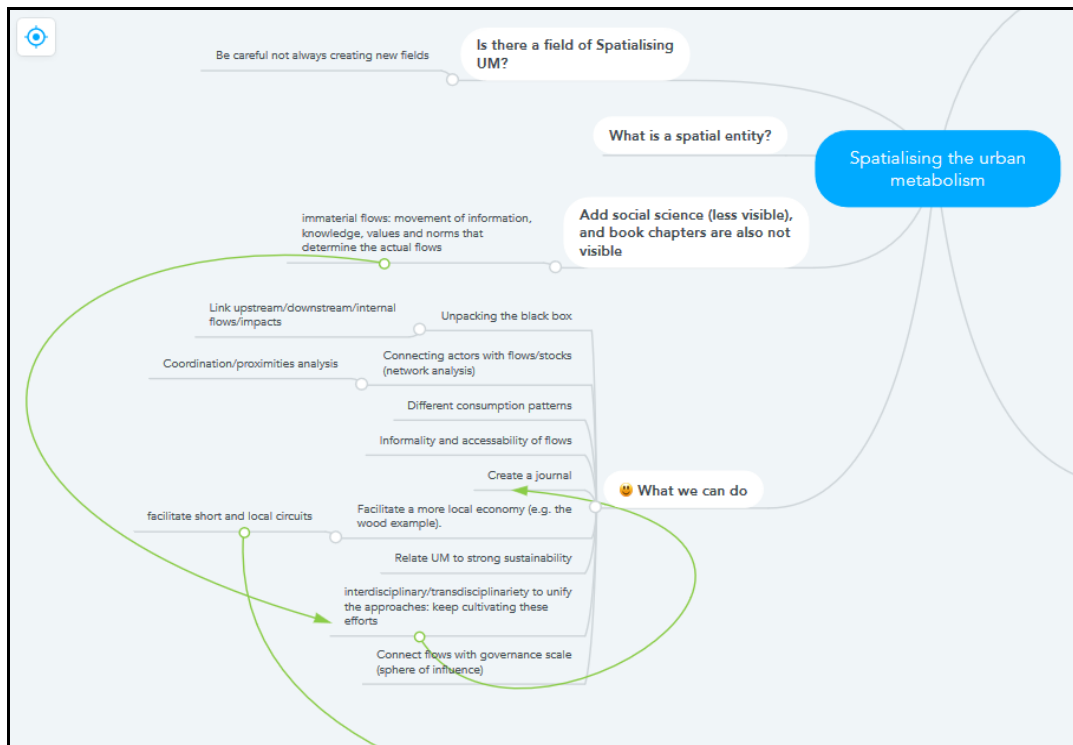 Is there a field of Spatialising
UM?
Be careful not always creating new fields
What is a spatial entity?
Spatialising the urban
metabolism
Add social science (less visible),
and book chapters are also not
visible
immaterial flows: movement of information,
knowledge, values and norms that
determine the actual flows
😃 What we can do
Unpacking the black box
Link upstream/downstream/internal
flows/impacts
Connecting actors with flows/stocks
(network analysis)
Coordination/proximities analysis
Different consumption patterns
Informality and accessability of flows
Create a journal
Facilitate a more local economy (e.g. the
wood example).
facilitate short and local circuits
Relate UM to strong sustainability
interdisciplinary/transdisciplinariety to unify
the approaches: keep cultivating these
efforts
Connect flows with governance scale
(sphere of influence)